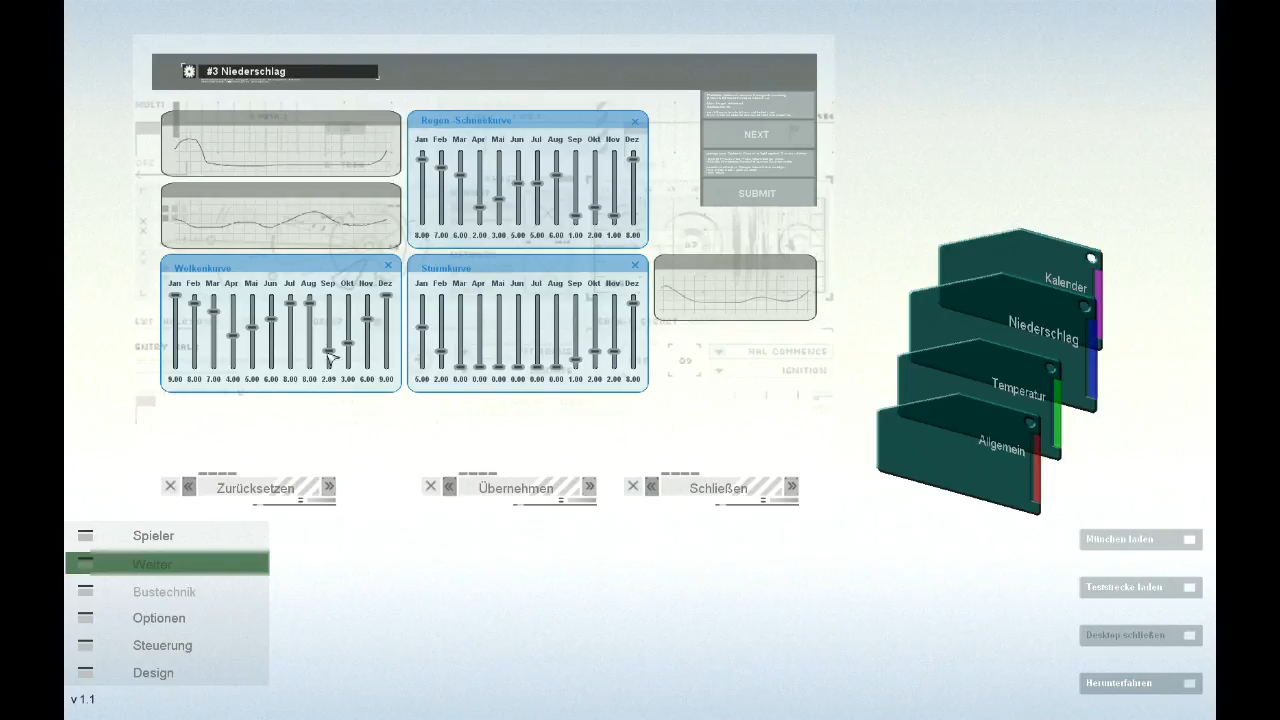 #3 Niederschlag
NEXT
SUBMIT
Regen -Schneekurve
Jan Feb Mar Apr Mai Jun Jul Aug Sep Okt Nov Dez
8.00 7.00 6.00 2.00 3.00 5.00 5.00 6.00 1.00 2.00 1.00 8.00
Wolkenkurve
Jan Feb Mar Apr Mai Jun Jul Aug Sep Okt Nov Dez
9.00 8.00 7.00 4.00 5.00 6.00 8.00 8.00 2.09 3.00 6.00 9.00
Sturmkurve
Jan Feb Mar Apr Mai Jun Jul Aug Sep Okt Nov Dez
5.00 2.00 0.00 0.00 0.00 0.00 0.00 0.00 1.00 2.00 2.00 8.00
HAL COMMENCE
IGNITION
Kalender
Niederschlag
Temperatur
Allgemein
Zurücksetzen
Übernehmen
Schließen
Spieler
Wetter
Bustechnik
Optionen
Steuerung
Design
v 1.1
München laden
Teststrecke laden
Desktop schließen
Herunterfahren